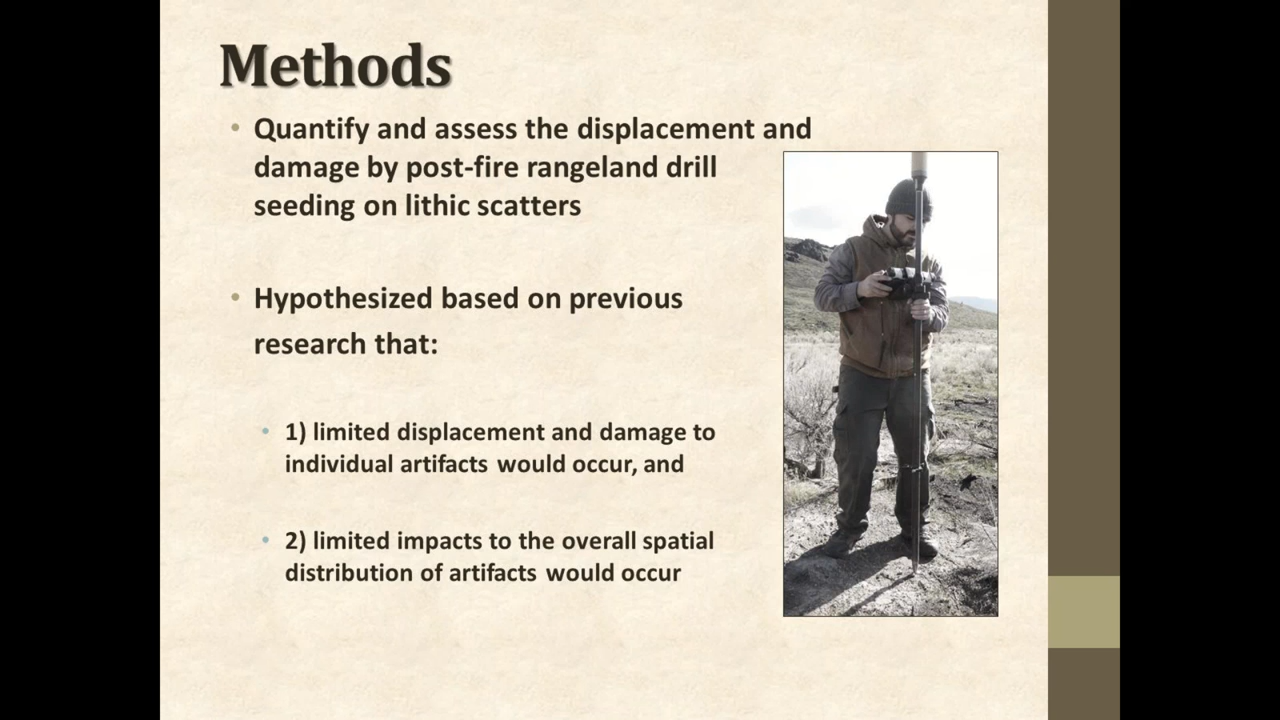 Methods
• Quantify and assess the displacement and
damage by post-fire rangeland drill
seeding on lithic scatters
• Hypothesized based on previous
research that:
• 1) limited displacement and damage to
individual artifacts would occur, and
• 2) limited impacts to the overall spatial
distribution of artifacts would occur